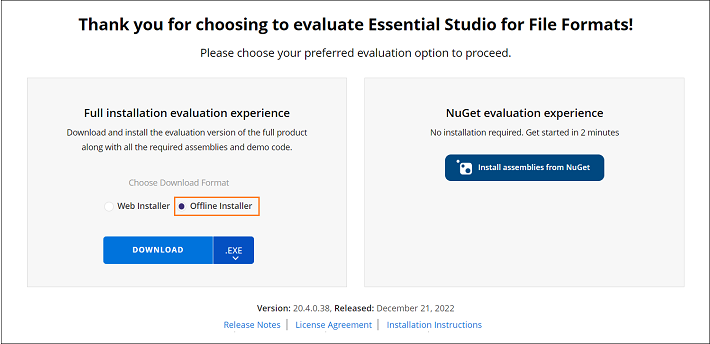 Thank you for choosing to evaluate Essential Studio for File Formats!
Please choose your preferred evaluation option to proceed.
Full installation evaluation experience
Download and install the evaluation version of the full product
along with all the required assemblies and demo code.
Choose Download Format
Web Installer
Offline Installer
DOWNLOAD
.EXE
NuGet evaluation experience
No installation required. Get started in 2 minutes
Install assemblies from NuGet
Version: 20.4.0.38, Released: December 21, 2022
Release Notes | License Agreement | Installation Instructions